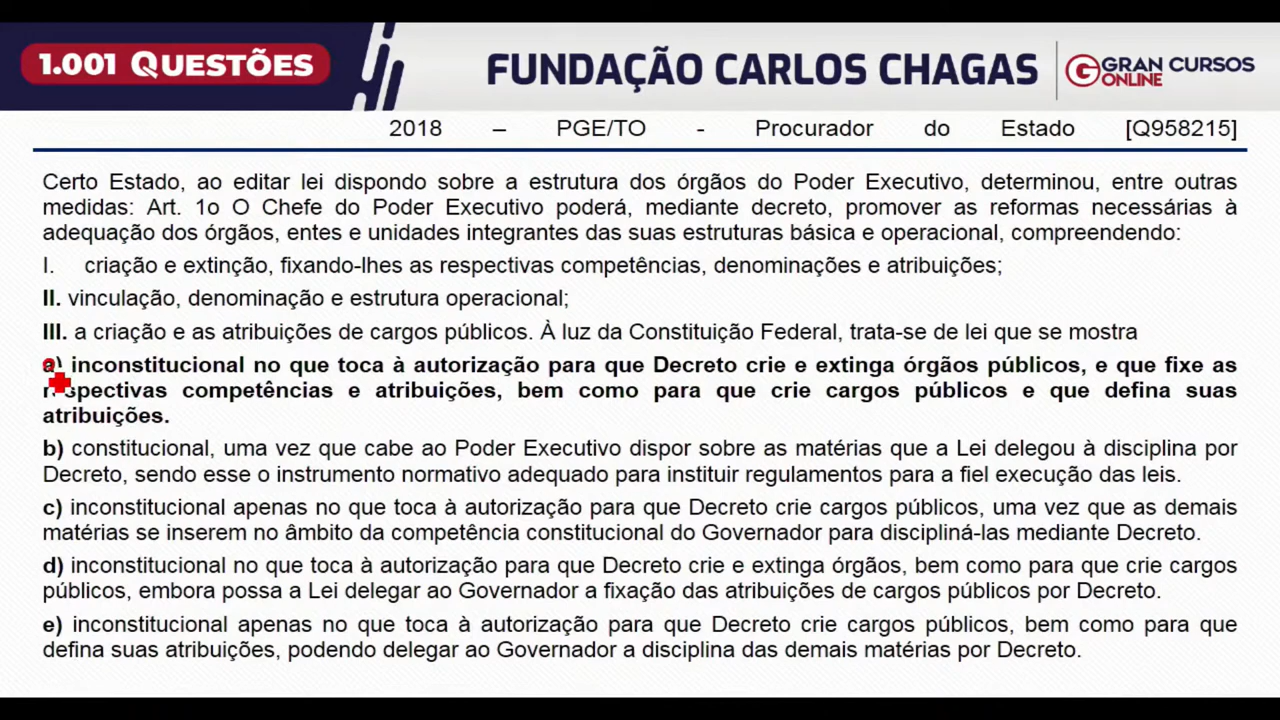 1.001 QUESTÕES
FUNDAÇÃO CARLOS CHAGAS
GRAN CURSOS
ONLINE
2018 – PGE/TO - Procurador do Estado [Q958215]
Certo Estado, ao editar lei dispondo sobre a estrutura dos órgãos do Poder Executivo, determinou, entre outras
medidas: Art. 1o O Chefe do Poder Executivo poderá, mediante decreto, promover as reformas necessárias à
adequação dos órgãos, entes e unidades integrantes das suas estruturas básica e operacional, compreendendo:
I. criação e extinção, fixando-lhes as respectivas competências, denominações e atribuições;
II. vinculação, denominação e estrutura operacional;
III. a criação e as atribuições de cargos públicos. À luz da Constituição Federal, trata-se de lei que se mostra
a) inconstitucional no que toca à autorização para que Decreto crie e extinga órgãos públicos, e que fixe as
respectivas competências e atribuições, bem como para que crie cargos públicos e que defina suas
atribuições.
b) constitucional, uma vez que cabe ao Poder Executivo dispor sobre as matérias que a Lei delegou à disciplina por
Decreto, sendo esse o instrumento normativo adequado para instituir regulamentos para a fiel execução das leis.
c) inconstitucional apenas no que toca à autorização para que Decreto crie cargos públicos, uma vez que as demais
matérias se inserem no âmbito da competência constitucional do Governador para discipliná-las mediante Decreto.
d) inconstitucional no que toca à autorização para que Decreto crie e extinga órgãos, bem como para que crie cargos
públicos, embora possa a Lei delegar ao Governador a fixação das atribuições de cargos públicos por Decreto.
e) inconstitucional apenas no que toca à autorização para que Decreto crie cargos públicos, bem como para que
defina suas atribuições, podendo delegar ao Governador a disciplina das demais matérias por Decreto.